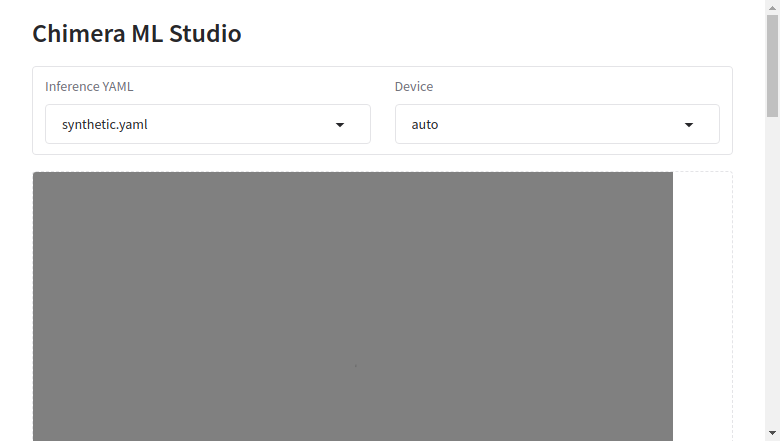 Chimera ML Studio
Inference YAML
Device
synthetic.yaml
auto